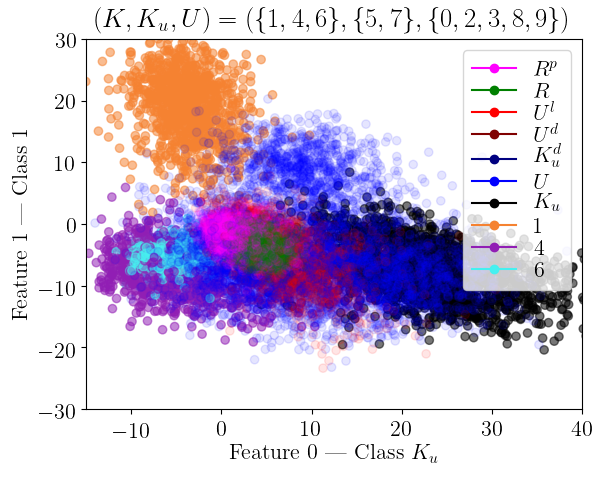 (K, K_u, U) = ({1, 4, 6}, {5, 7}, {0, 2, 3, 8, 9})
30
20
10
0
−10
−20
−30
Feature 1 — Class 1
R^p
R
U^l
U^d
K_u^d
U
K_u
1
4
6
−10 0 10 20 30 40
Feature 0 — Class K_u